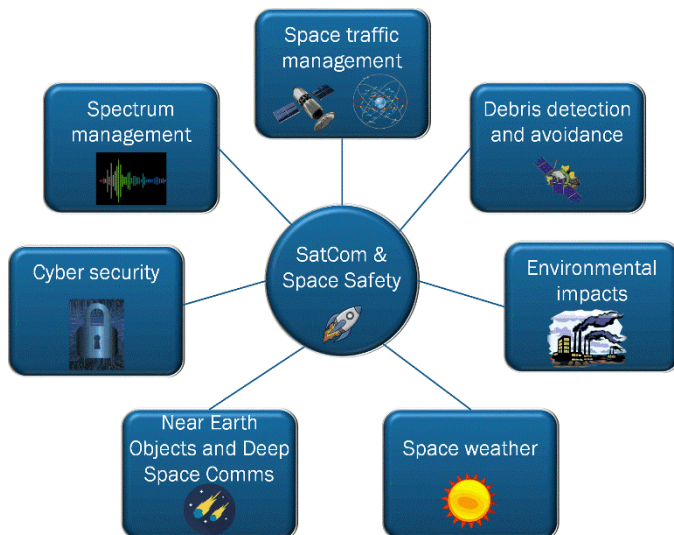 Space traffic
management
Spectrum
management
Debris detection
and avoidance
SatCom &
Space Safety
Cyber security
Environmental
impacts
Near Earth
Objects and Deep
Space Comms
Space weather